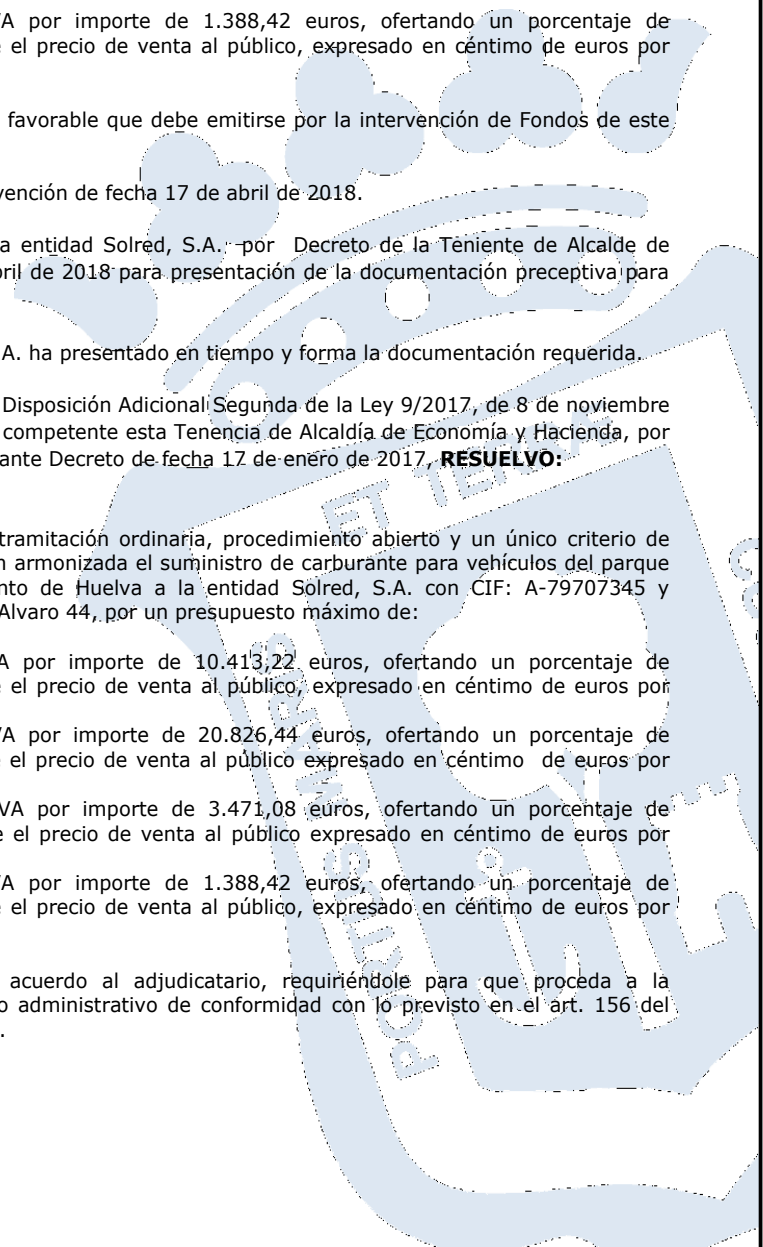 VA por importe de 1.388,42 euros, ofertando un porcentaje de
e el precio de venta al público, expresado en céntimo de euros por
favorable que debe emitirse por la intervención de Fondos de este
vención de fecha 17 de abril de 2018.
a entidad Solred, S.A. por Decreto de la Teniente de Alcalde de
bril de 2018 para presentación de la documentación preceptiva para
A. ha presentado en tiempo y forma la documentación requerida.
Disposición Adicional Segunda de la Ley 9/2017, de 8 de noviembre
competente esta Tenencia de Alcaldía de Economía y Hacienda, por
ante Decreto de fecha 17 de enero de 2017, RESUELVO:
tramitación ordinaria, procedimiento abierto y un único criterio de
n armonizada el suministro de carburante para vehículos del parque
nto de Huelva a la entidad Solred, S.A. con CIF: A-79707345 y
Alvaro 44, por un presupuesto máximo de:
A por importe de 10.413,22 euros, ofertando un porcentaje de
e el precio de venta al público, expresado en céntimo de euros por
VA por importe de 20.826,44 euros, ofertando un porcentaje de
e el precio de venta al público expresado en céntimo de euros por
VA por importe de 3.471,08 euros, ofertando un porcentaje de
e el precio de venta al público expresado en céntimo de euros por
VA por importe de 1.388,42 euros, ofertando un porcentaje de
e el precio de venta al público, expresado en céntimo de euros por
acuerdo al adjudicatario, requiriéndole para que proceda a la
o administrativo de conformidad con lo previsto en el art. 156 del
.
PORTUS MARIS ET TERRAE